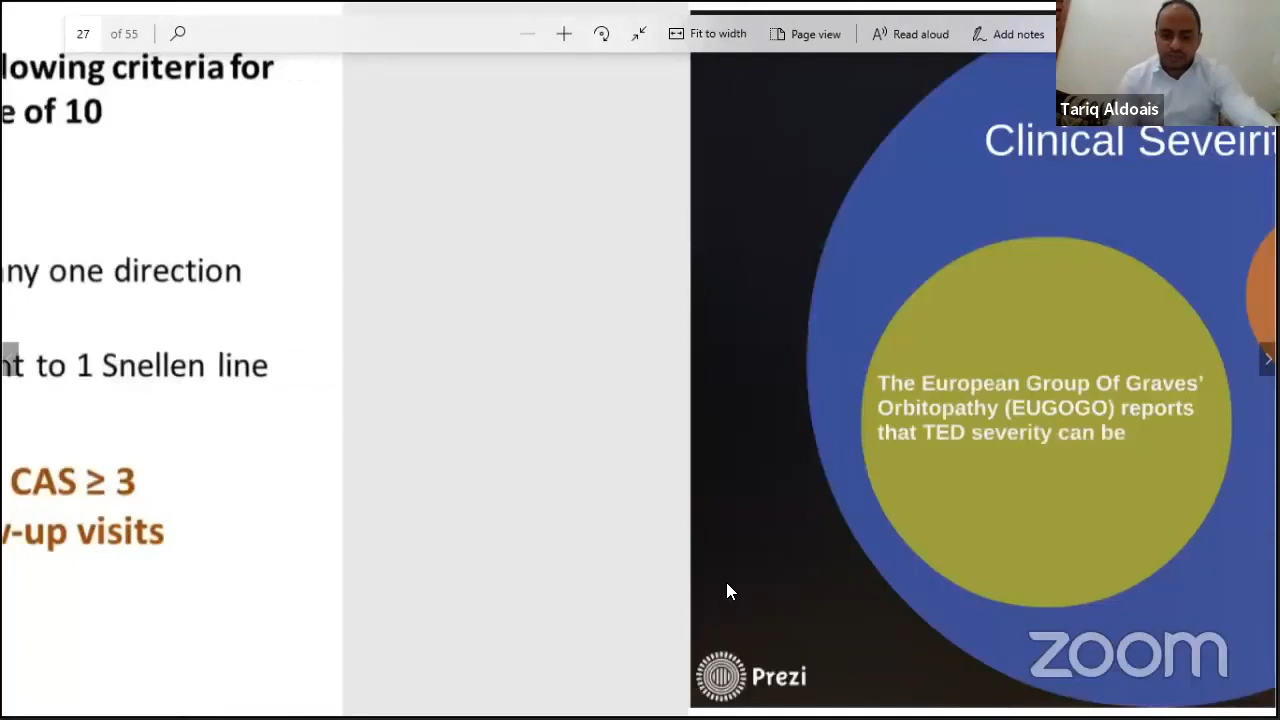 27 of 55
Fit to width
Page view
Read aloud
Add notes
Tariq Aldoais
lowing criteria for
e of 10
ny one direction
nt to 1 Snellen line
CAS ≥ 3
-up visits
Clinical Seveirit
The European Group Of Graves’
Orbitopathy (EUGOGO) reports
that TED severity can be
Prezi
zoom